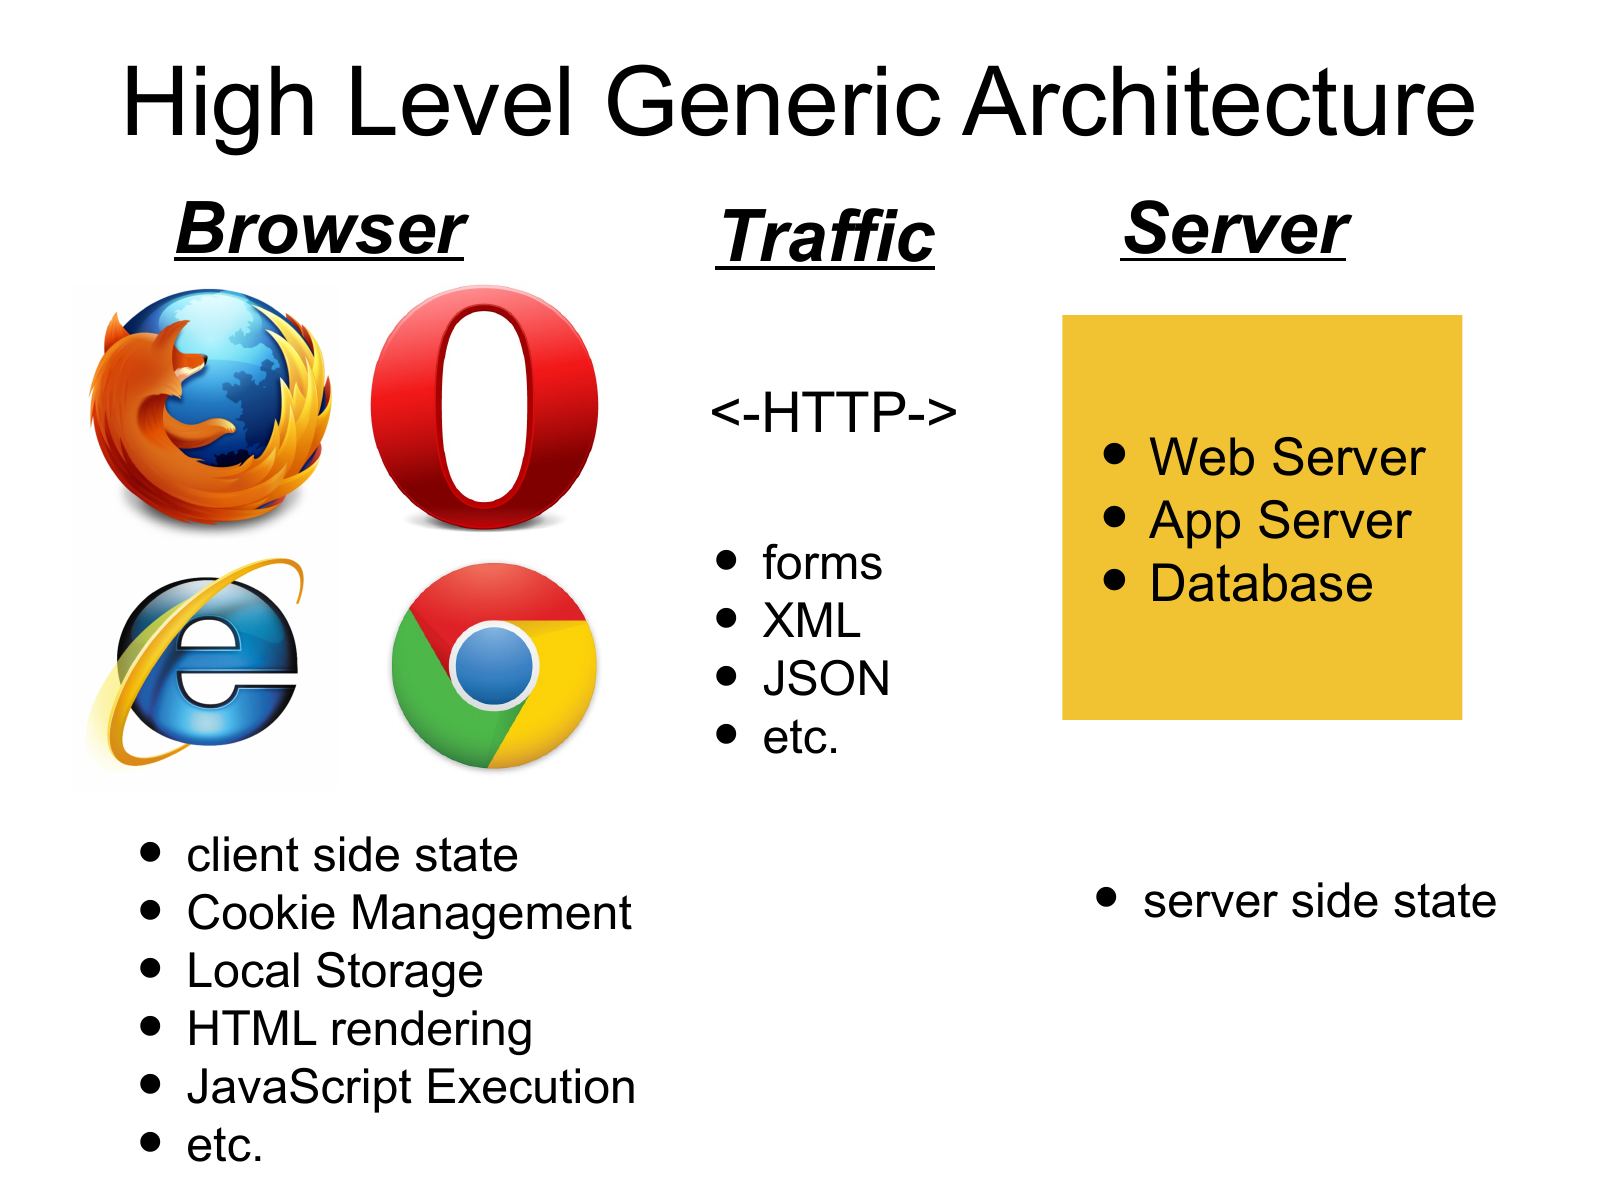 High Level Generic Architecture
Browser
Traffic
Server
<-HTTP->
• forms
• XML
• JSON
• etc.
• Web Server
• App Server
• Database
• client side state
• Cookie Management
• Local Storage
• HTML rendering
• JavaScript Execution
• etc.
• server side state